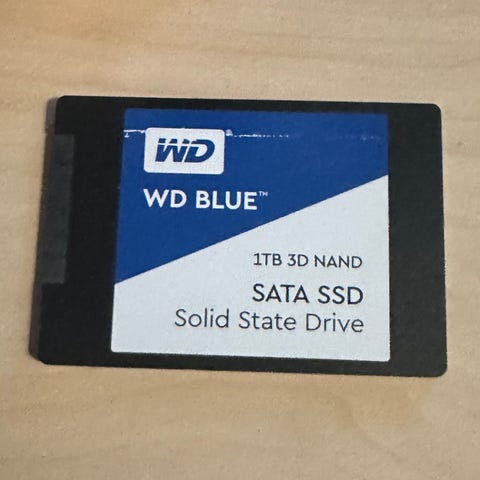 WD
WD BLUE™
1TB 3D NAND
SATA SSD
Solid State Drive